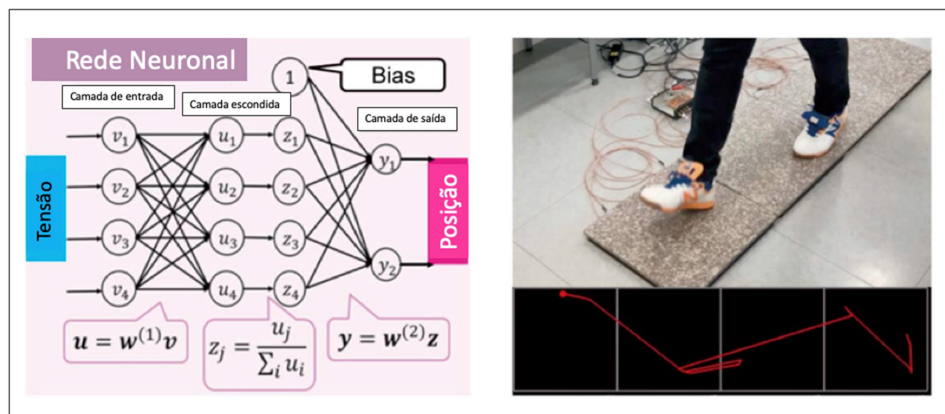 Rede Neuronal
1
Bias
Camada de entrada
Camada escondida
Camada de saída
Tensão
v₁
v₂
v₃
v₄
u₁
u₂
u₃
u₄
z₁
z₂
z₃
z₄
y₁
y₂
Posição
u = w⁽¹⁾v
zⱼ = uⱼ / ∑ᵢ uᵢ
y = w⁽²⁾z